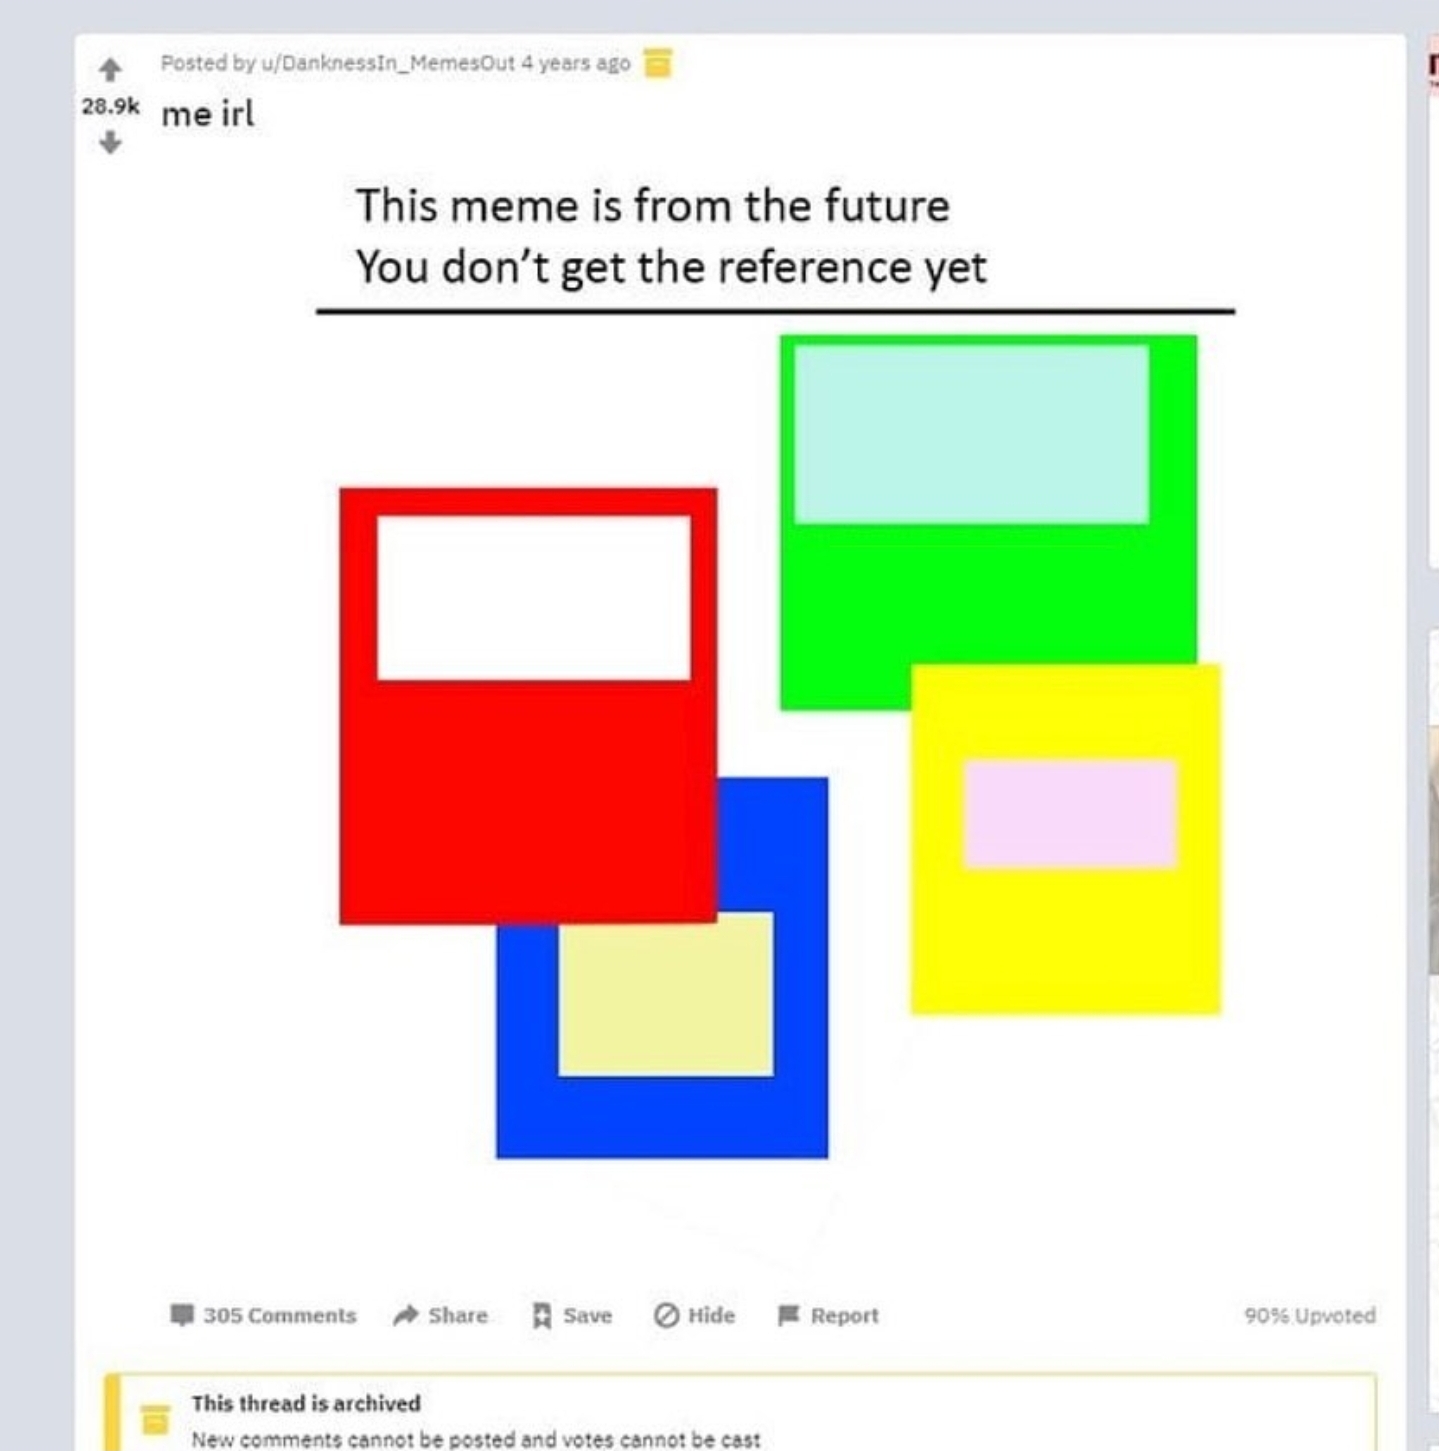 Posted by u/DanknessIn_MemesOut 4 years ago
28.9k
me irl
This meme is from the future
You don't get the reference yet
305 Comments Share Save Hide Report 90% Upvoted
This thread is archived
New comments cannot be posted and votes cannot be cast